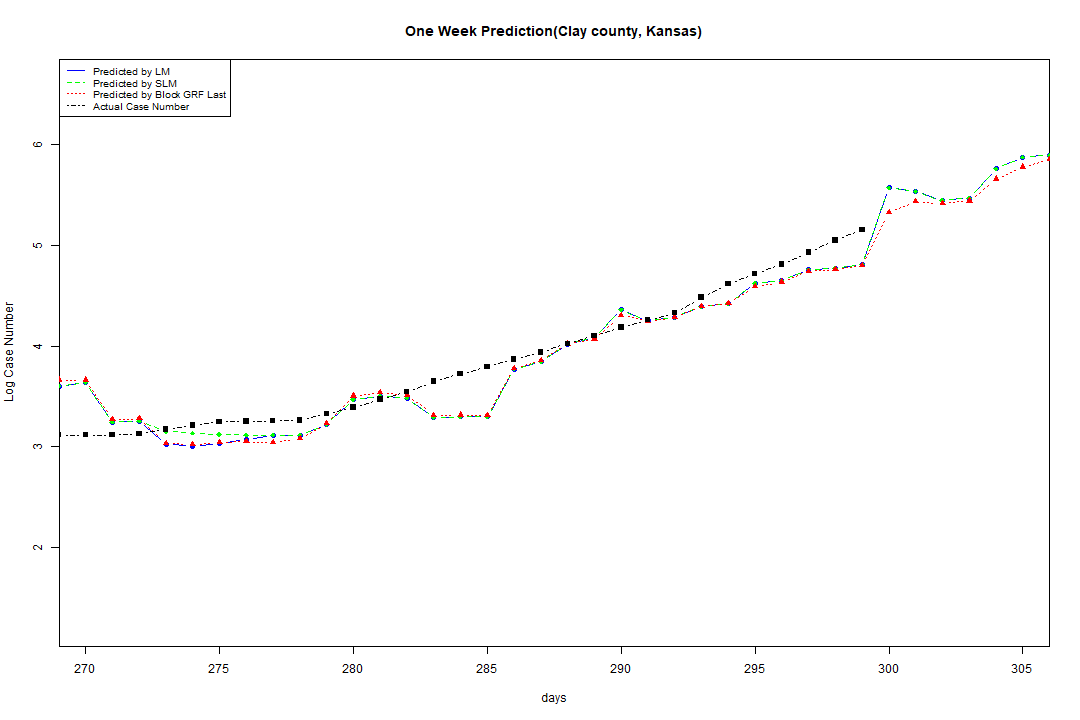 One Week Prediction(Clay county, Kansas)
Predicted by LM
Predicted by SLM
Predicted by Block GRF Last
Actual Case Number
6
5
4
3
2
Log Case Number
270 275 280 285 290 295 300 305
days